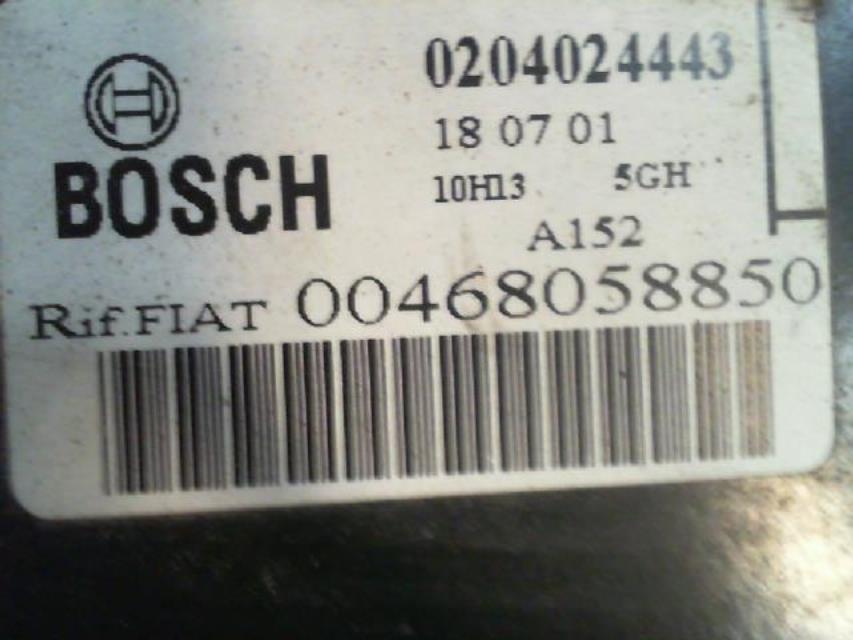 0204024443
BOSCH
18 07 01
10H13 5GH
A152
Rif.FIAT 00468058850